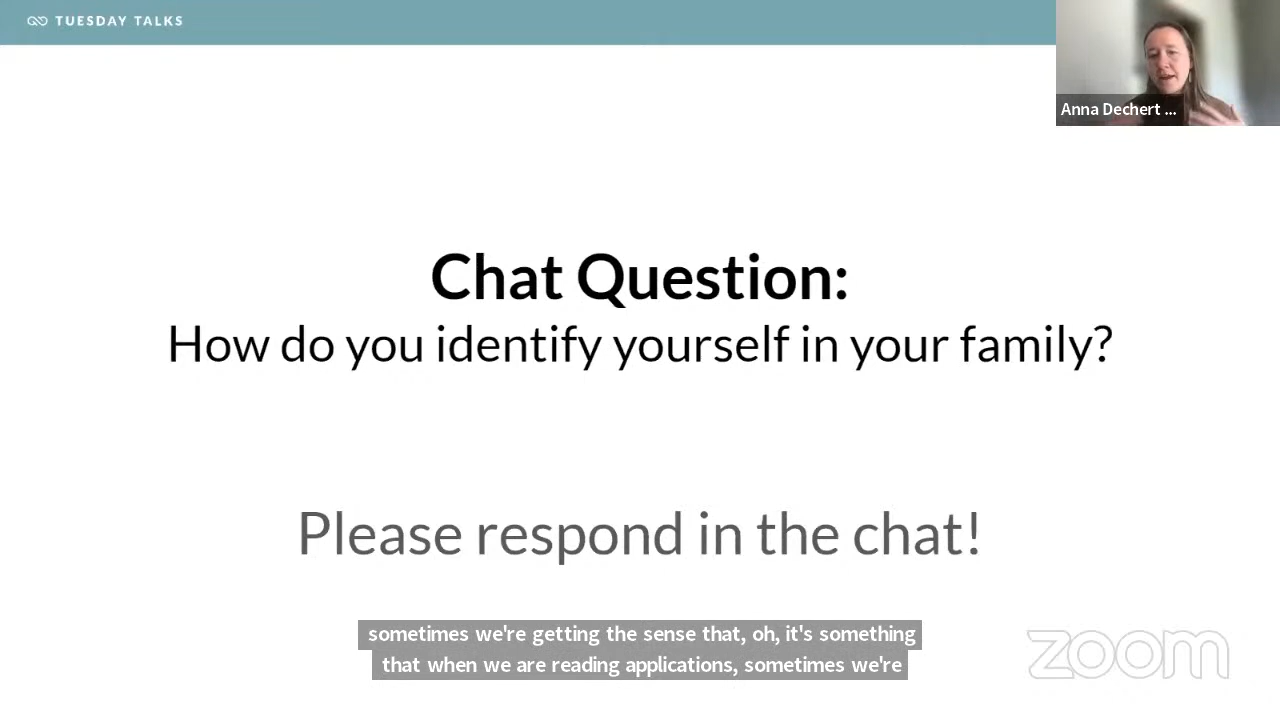 TUESDAY TALKS
Anna Dechert ...
Chat Question:
How do you identify yourself in your family?
Please respond in the chat!
sometimes we're getting the sense that, oh, it's something
that when we are reading applications, sometimes we're
zoom